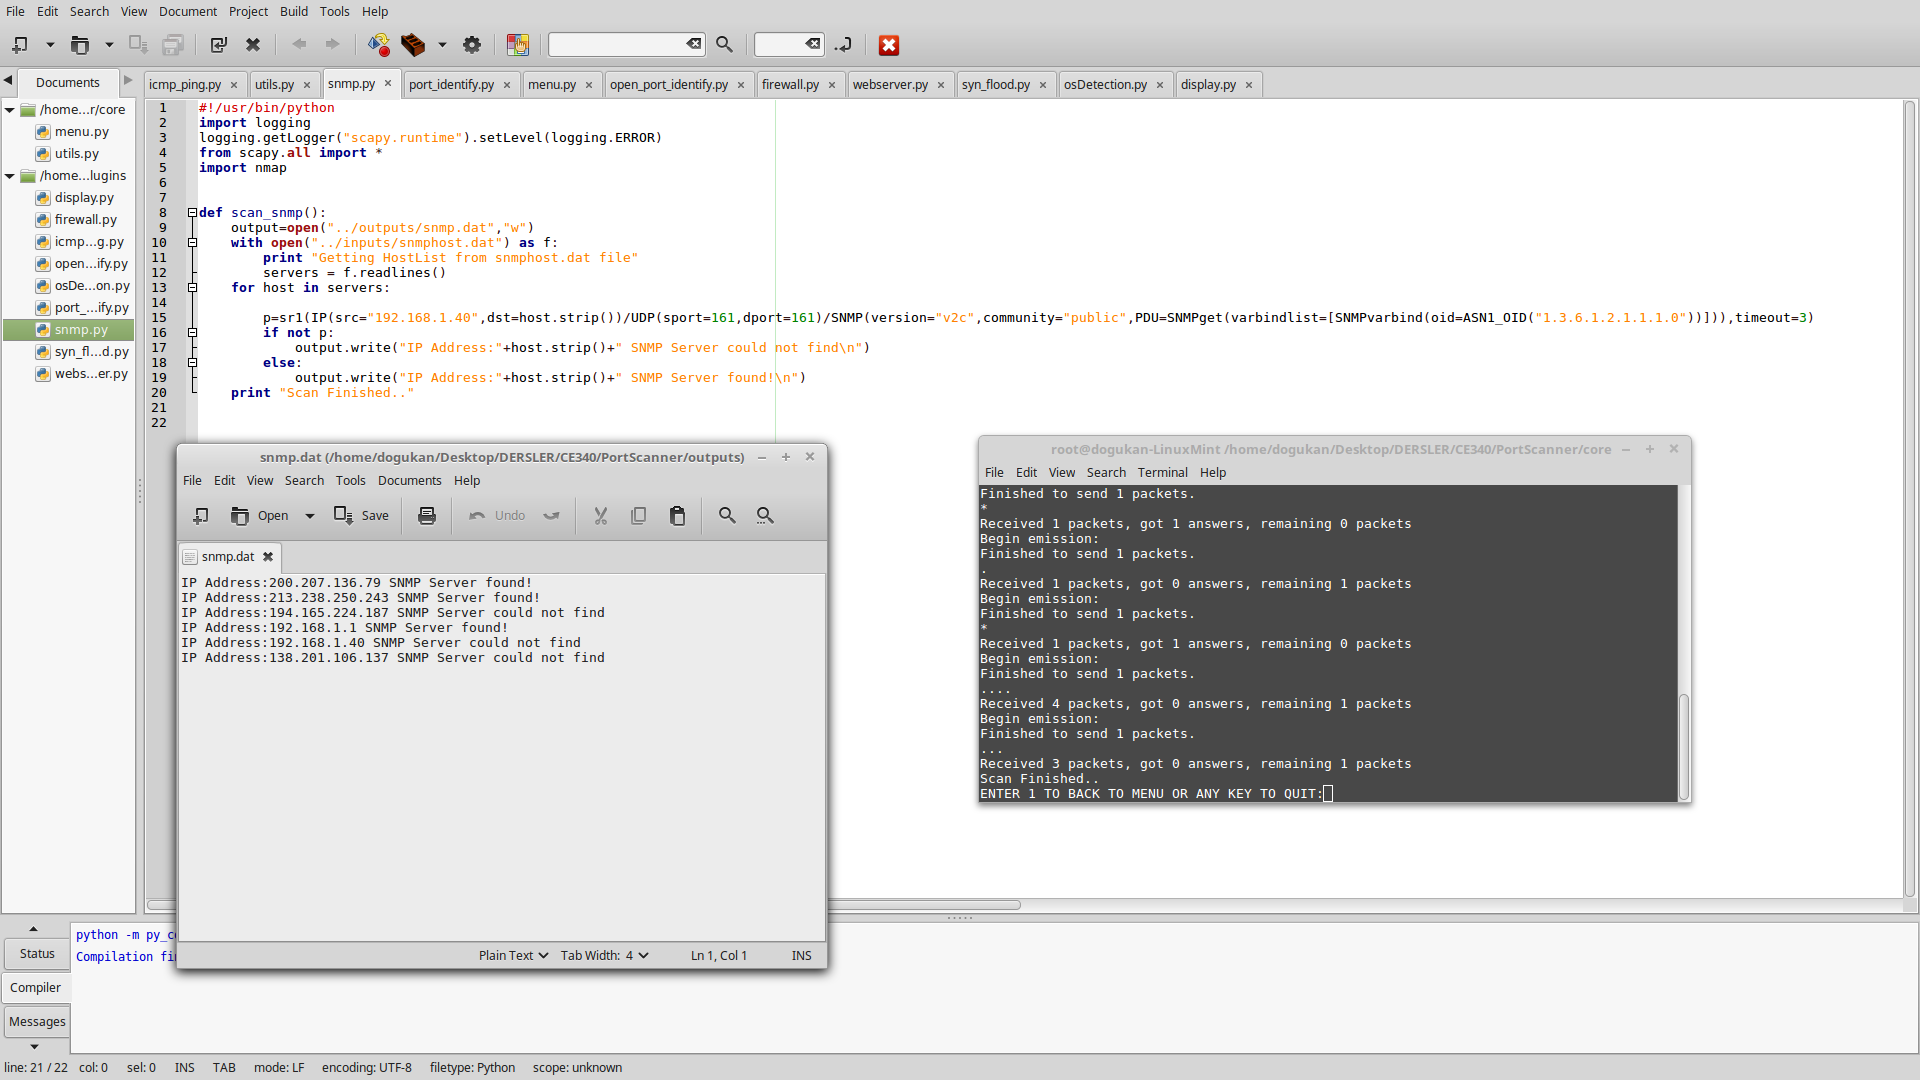 File Edit Search View Document Project Build Tools Help
Documents
icmp_ping.py utils.py snmp.py port_identify.py menu.py open_port_identify.py firewall.py webserver.py syn_flood.py osDetection.py display.py
/home...r/core
menu.py
utils.py
/home...lugins
display.py
firewall.py
icmp...g.py
open...ify.py
osDe...on.py
port_...ify.py
snmp.py
syn_fl...d.py
webs...er.py
1 #!/usr/bin/python
2 import logging
3 logging.getLogger("scapy.runtime").setLevel(logging.ERROR)
4 from scapy.all import *
5 import nmap
6
7
8 def scan_snmp():
9 output=open("../outputs/snmp.dat","w")
10 with open("../inputs/snmphost.dat") as f:
11 print "Getting HostList from snmphost.dat file"
12 servers = f.readlines()
13 for host in servers:
14
15 p=sr1(IP(src="192.168.1.40",dst=host.strip())/UDP(sport=161,dport=161)/SNMP(version="v2c",community="public",PDU=SNMPget(varbindlist=[SNMPvarbind(oid=ASN1_OID("1.3.6.1.2.1.1.1.0"))])),timeout=3)
16 if not p:
17 output.write("IP Address:"+host.strip()+" SNMP Server could not find\n")
18 else:
19 output.write("IP Address:"+host.strip()+" SNMP Server found!\n")
20 print "Scan Finished.."
21
22
snmp.dat (/home/dogukan/Desktop/DERSLER/CE340/PortScanner/outputs)
File Edit View Search Tools Documents Help
Open Save Undo
snmp.dat
IP Address:200.207.136.79 SNMP Server found!
IP Address:213.238.250.243 SNMP Server found!
IP Address:194.165.224.187 SNMP Server could not find
IP Address:192.168.1.1 SNMP Server found!
IP Address:192.168.1.40 SNMP Server could not find
IP Address:138.201.106.137 SNMP Server could not find
Plain Text Tab Width: 4 Ln 1, Col 1 INS
root@dogukan-LinuxMint /home/dogukan/Desktop/DERSLER/CE340/PortScanner/core
File Edit View Search Terminal Help
Finished to send 1 packets.
*
Received 1 packets, got 1 answers, remaining 0 packets
Begin emission:
Finished to send 1 packets.
.
Received 1 packets, got 0 answers, remaining 1 packets
Begin emission:
Finished to send 1 packets.
*
Received 1 packets, got 1 answers, remaining 0 packets
Begin emission:
Finished to send 1 packets.
....
Received 4 packets, got 0 answers, remaining 1 packets
Begin emission:
Finished to send 1 packets.
...
Received 3 packets, got 0 answers, remaining 1 packets
Scan Finished..
ENTER 1 TO BACK TO MENU OR ANY KEY TO QUIT:
Status
Compiler
Messages
python -m py_c
Compilation fi
line: 21 / 22 col: 0 sel: 0 INS TAB mode: LF encoding: UTF-8 filetype: Python scope: unknown